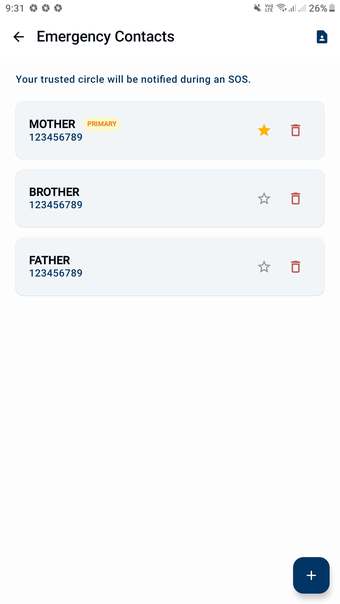 9:31 26%
Emergency Contacts
Your trusted circle will be notified during an SOS.
MOTHER PRIMARY
123456789
BROTHER
123456789
FATHER
123456789